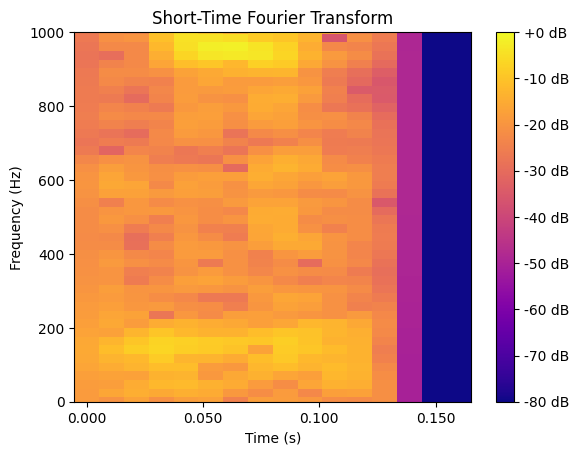 Short-Time Fourier Transform
Frequency (Hz)
1000
800
600
400
200
0
0.000
0.050
0.100
0.150
Time (s)
+0 dB
-10 dB
-20 dB
-30 dB
-40 dB
-50 dB
-60 dB
-70 dB
-80 dB